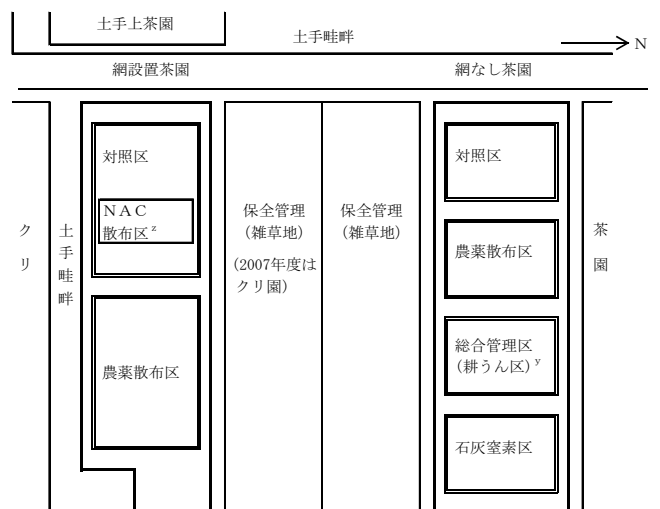 土手上茶園
土手畦畔
N
網設置茶園
網なし茶園
クリ
土手畦畔
対照区
NAC
散布区z
農薬散布区
保全管理
(雑草地)
(2007年度は
クリ園)
保全管理
(雑草地)
対照区
農薬散布区
総合管理区
(耕うん区)y
石灰窒素区
茶園